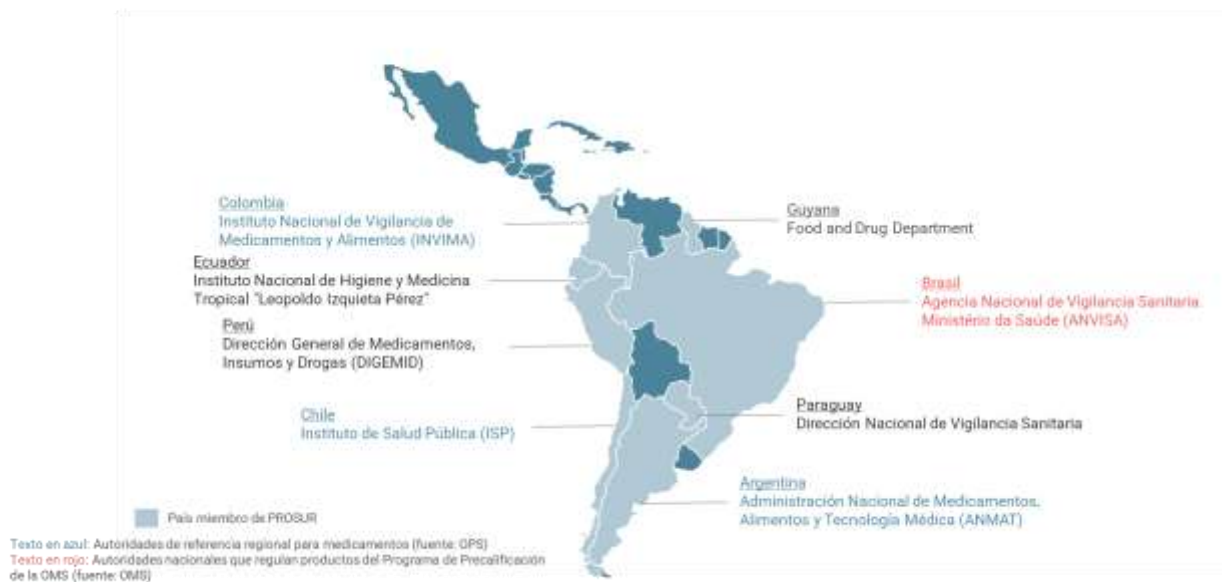 Colombia
Instituto Nacional de Vigilancia de
Medicamentos y Alimentos (INVIMA)
Guyana
Food and Drug Department
Ecuador
Instituto Nacional de Higiene y Medicina
Tropical "Leopoldo Izquieta Pérez"
Brasil
Agencia Nacional de Vigilancia Sanitaria
Ministério da Saúde (ANVISA)
Perú
Dirección General de Medicamentos,
Insumos y Drogas (DIGEMID)
Paraguay
Dirección Nacional de Vigilancia Sanitaria
Chile
Instituto de Salud Pública (ISP)
Argentina
Administración Nacional de Medicamentos,
Alimentos y Tecnología Médica (ANMAT)
País miembro de PROSUR
Texto en azul: Autoridades de referencia regional para medicamentos (fuente: OPS)
Texto en rojo: Autoridades nacionales que regulan productos del Programa de Precalificación
de la OMS (fuente: OMS)